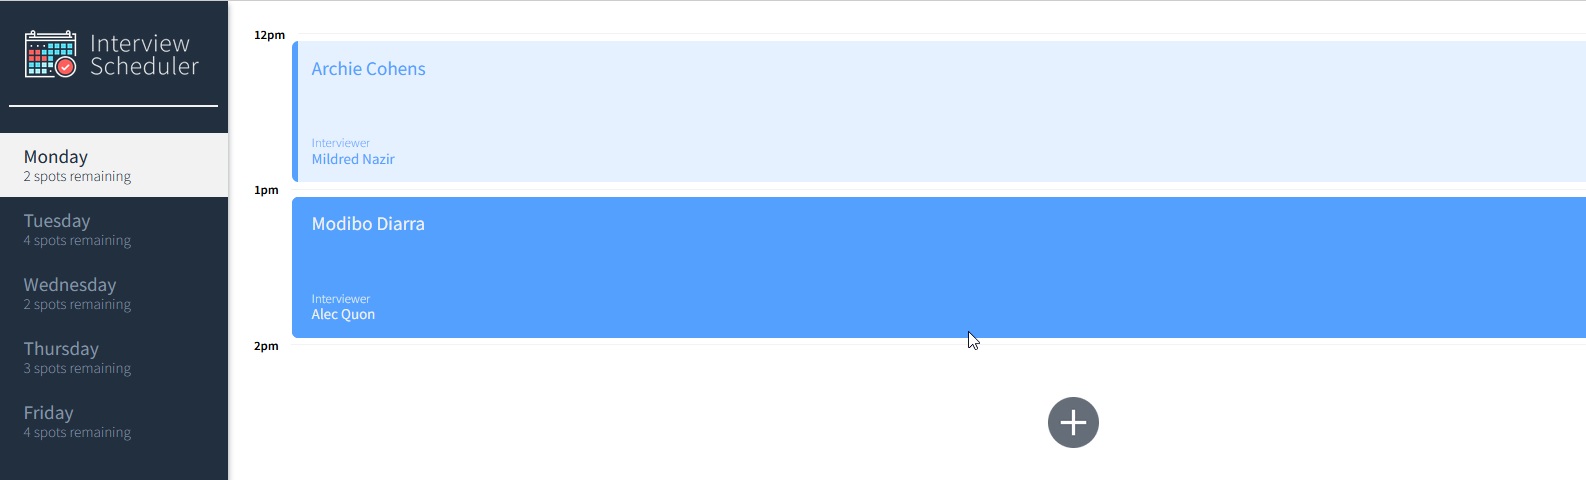 Interview
Scheduler
Monday
2 spots remaining
Tuesday
4 spots remaining
Wednesday
2 spots remaining
Thursday
3 spots remaining
Friday
4 spots remaining
12pm
Archie Cohens
Interviewer
Mildred Nazir
1pm
Modibo Diarra
Interviewer
Alec Quon
2pm